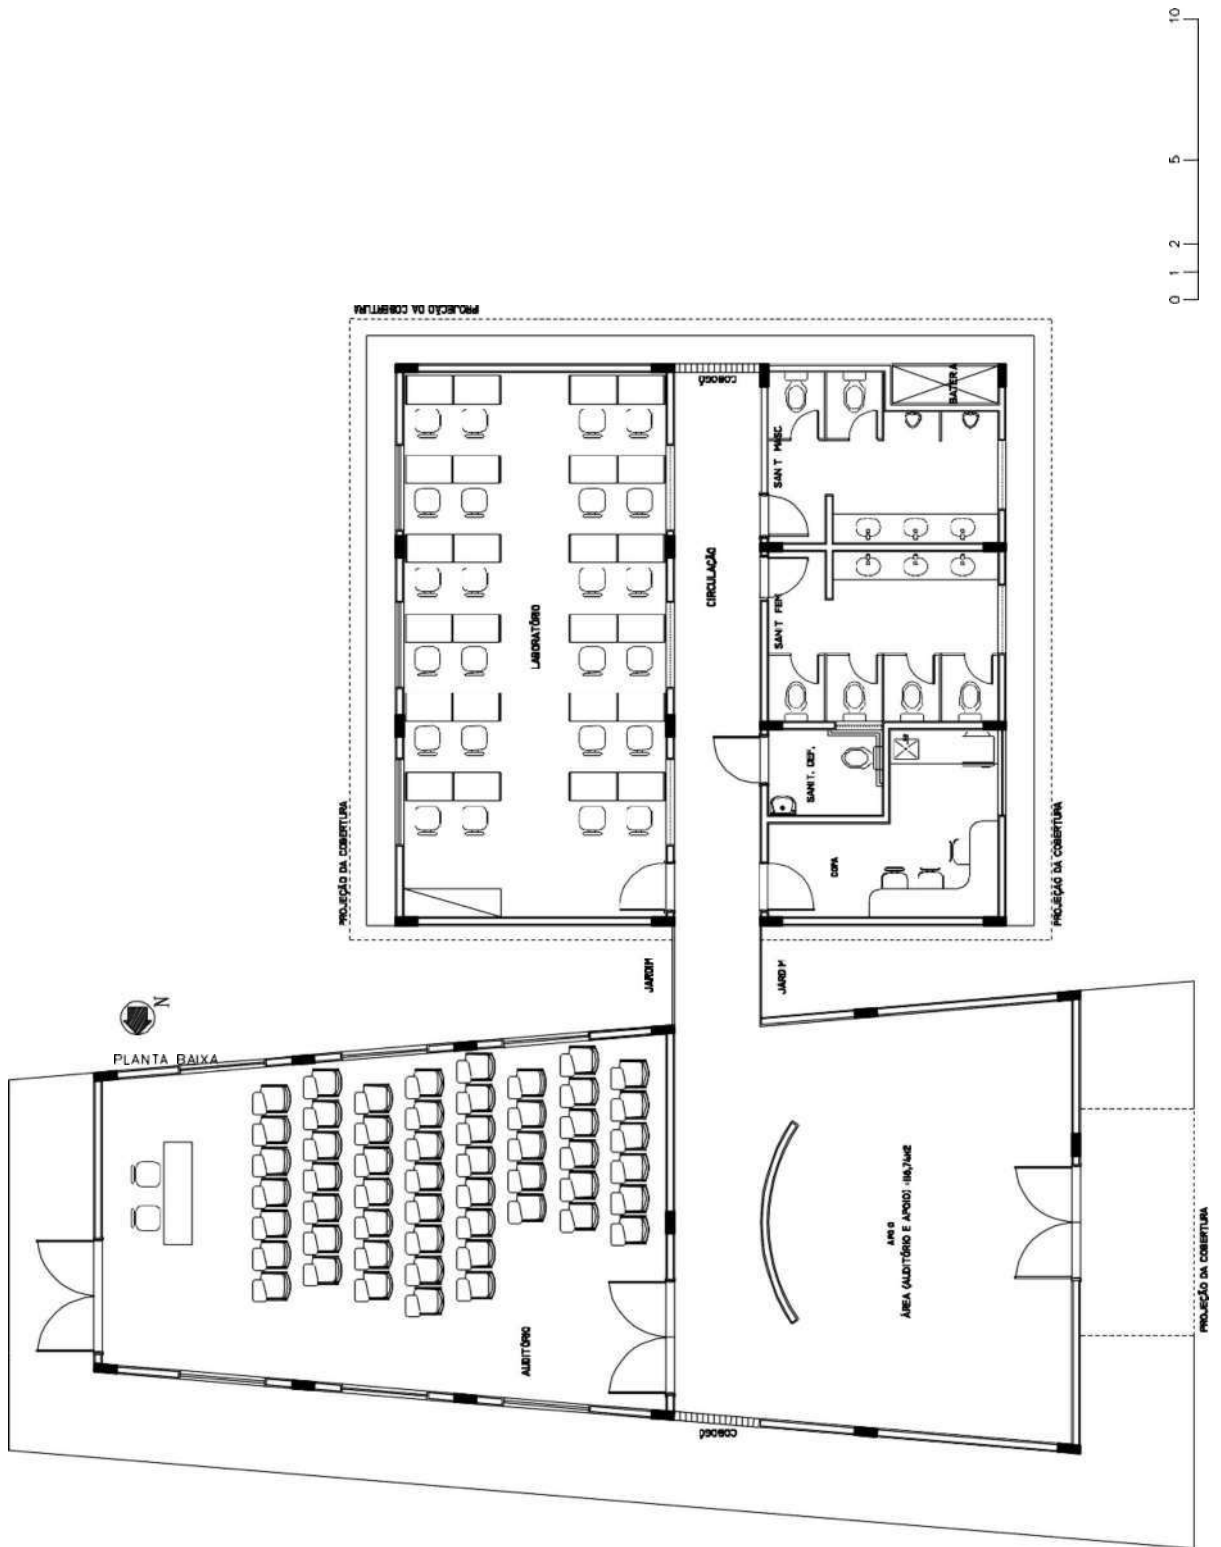 10
5
2
1
0
PROJEÇÃO DA COBERTURA
COBOGÓ
BATERIA
SANIT MASC
CIRCULAÇÃO
LABORATÓRIO
SANIT FEM
SANIT. DEF.
PROJEÇÃO DA COBERTURA
PROJEÇÃO DA COBERTURA
COPA
JARDIM
JARDIM
N
PLANTA BAIXA
APOIO
ÁREA (AUDITÓRIO E APOIO)
PROJEÇÃO DA COBERTURA
AUDITÓRIO
COBOGÓ